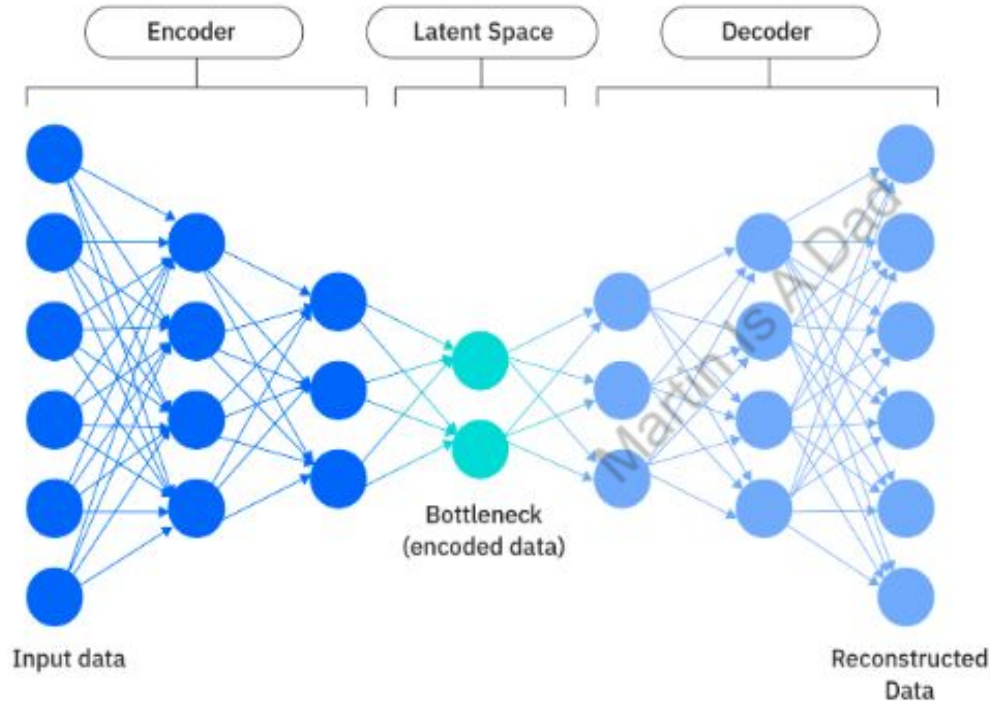 Encoder
Latent Space
Decoder
Martin Is A Dad
Bottleneck
(encoded data)
Input data
Reconstructed
Data